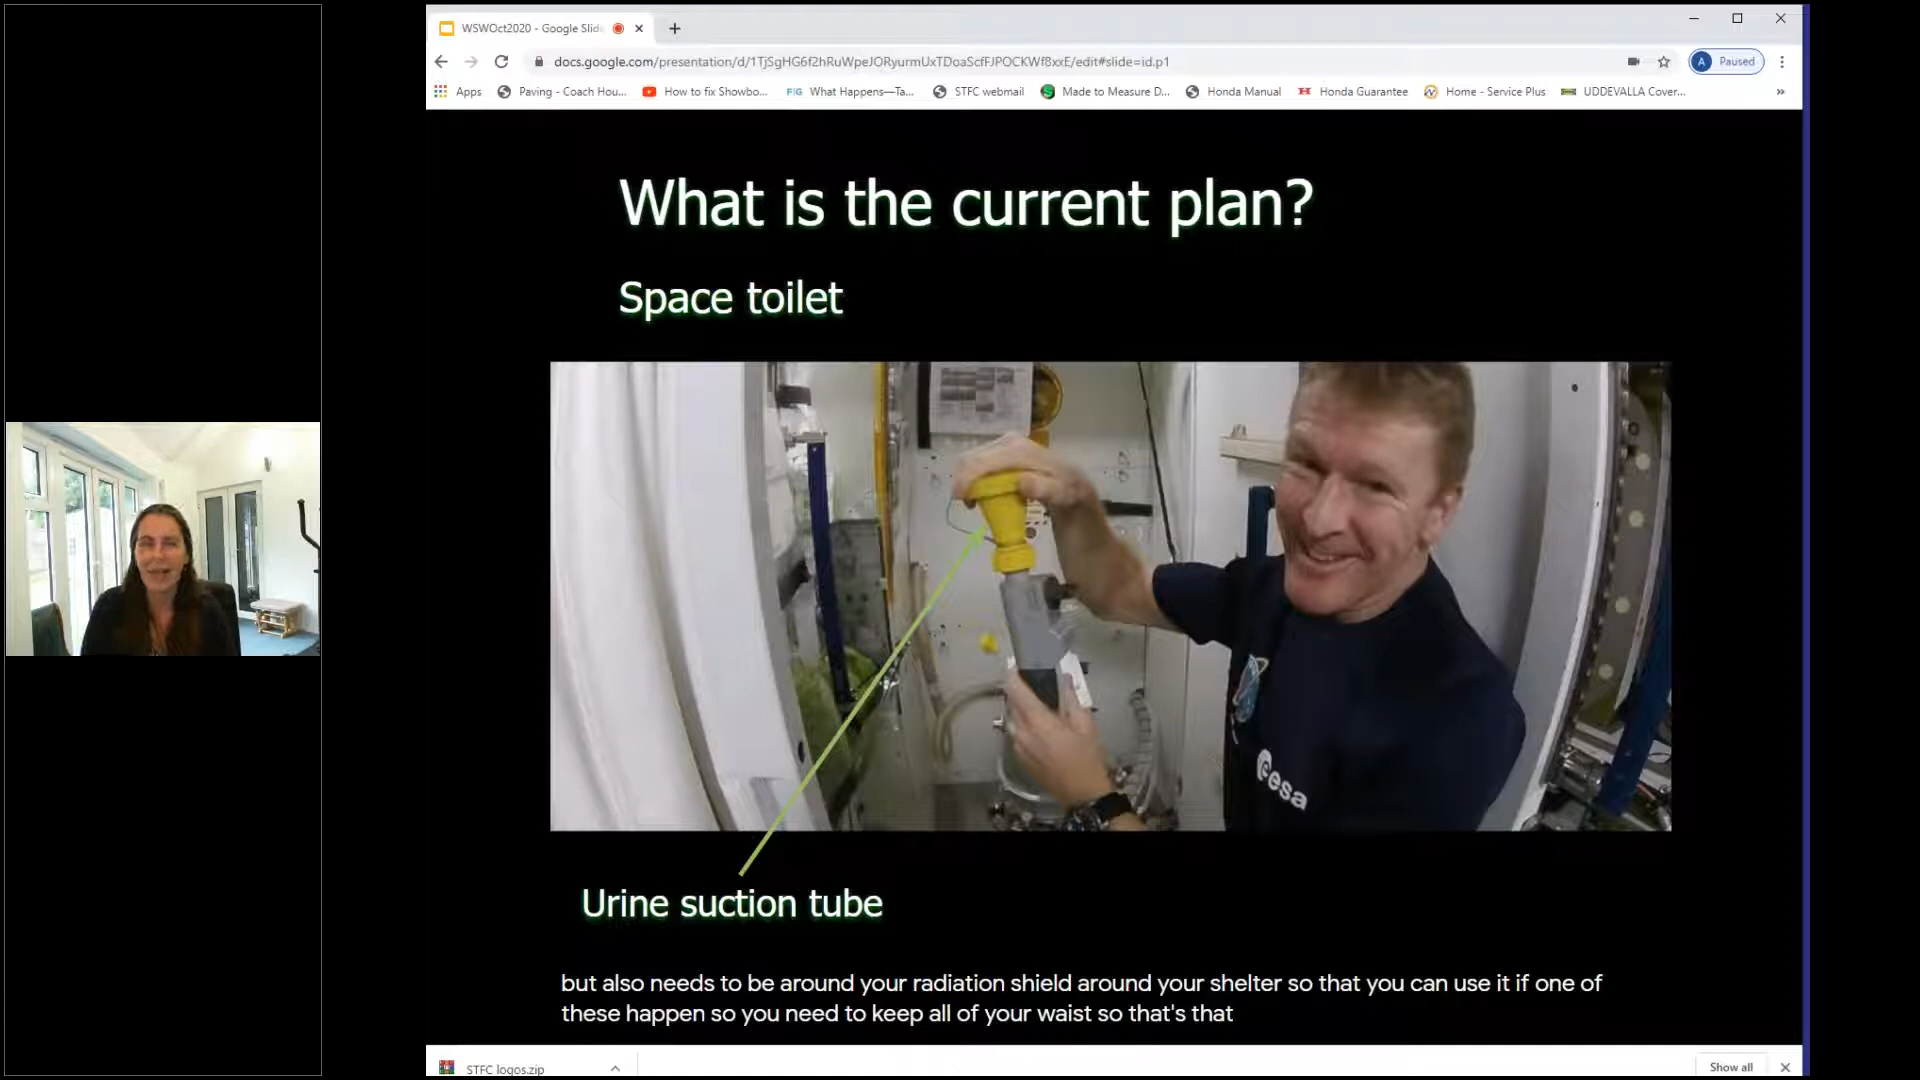 WSWOct2020 - Google Slid
docs.google.com/presentation/d/1TjSgHG6f2hRuWpeJORyurmUxTDoaScfFJPOCKWf8xxE/edit#slide=id.p1
A Paused
Apps Paving - Coach Hou... How to fix Showbo... FIG What Happens—Ta... STFC webmail Made to Measure D... Honda Manual Honda Guarantee Home - Service Plus UDDEVALLA Cover... »
What is the current plan?
Space toilet
esa
Urine suction tube
but also needs to be around your radiation shield around your shelter so that you can use it if one of
these happen so you need to keep all of your waist so that's that
STFC logos.zip
Show all